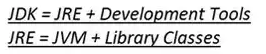 JDK = JRE + Development Tools
JRE = JVM + Library Classes